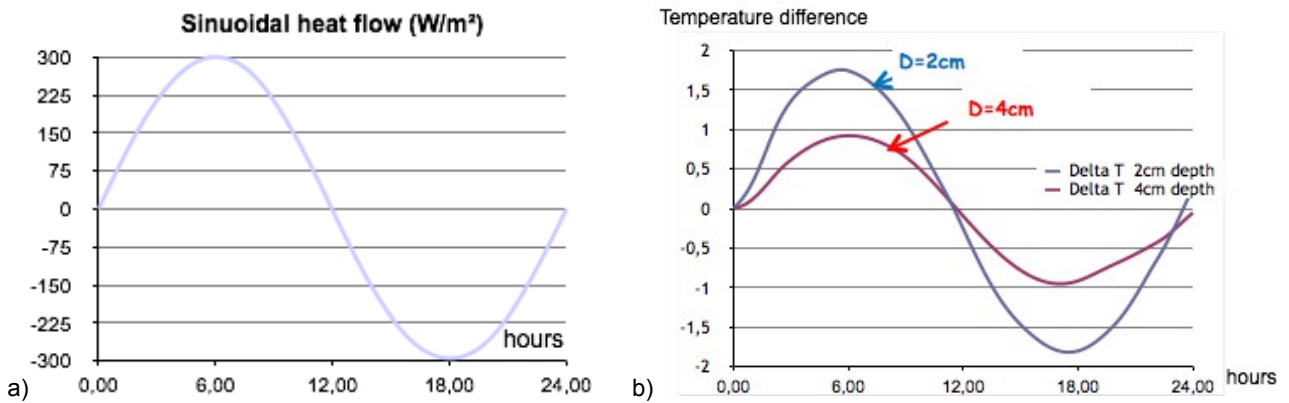 Sinuoidal heat flow (W/m²)
300
225
150
75
0
-75
-150
-225
-300
hours
0,00 6,00 12,00 18,00 24,00
a)
Temperature difference
2
1,5
1
0,5
0
-0,5
-1
-1,5
-2
D=2cm
D=4cm
Delta T 2cm depth
Delta T 4cm depth
0,00 6,00 12,00 18,00 24,00
hours
b)